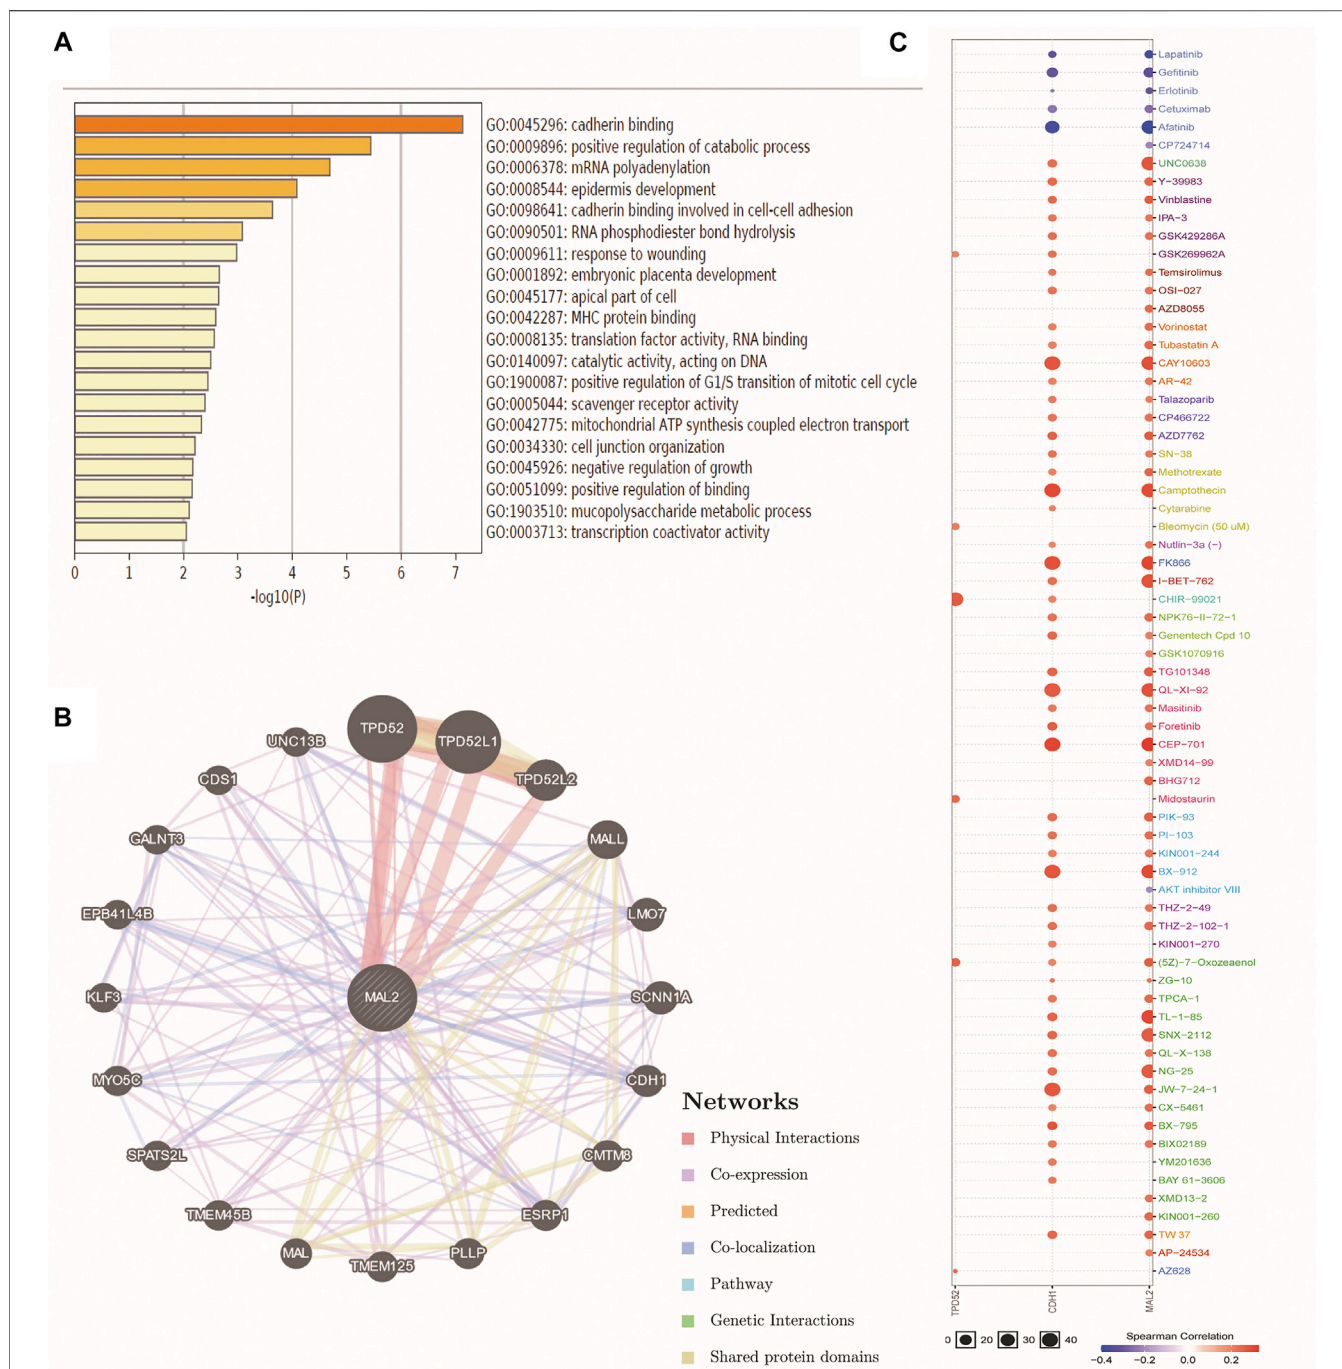 A
GO:0045296: cadherin binding
GO:0009896: positive regulation of catabolic process
GO:0006378: mRNA polyadenylation
GO:0008544: epidermis development
GO:0098641: cadherin binding involved in cell-cell adhesion
GO:0090501: RNA phosphodiester bond hydrolysis
GO:0009611: response to wounding
GO:0001892: embryonic placenta development
GO:0045177: apical part of cell
GO:0042287: MHC protein binding
GO:0008135: translation factor activity, RNA binding
GO:0140097: catalytic activity, acting on DNA
GO:1900087: positive regulation of G1/S transition of mitotic cell cycle
GO:0005044: scavenger receptor activity
GO:0042775: mitochondrial ATP synthesis coupled electron transport
GO:0034330: cell junction organization
GO:0045926: negative regulation of growth
GO:0051099: positive regulation of binding
GO:1903510: mucopolysaccharide metabolic process
GO:0003713: transcription coactivator activity
0 1 2 3 4 5 6 7
-log10(P)
B
TPD52
TPD52L1
TPD52L2
MALL
LMO7
SCNN1A
CDH1
CMTM8
ESRP1
PLLP
TMEM125
MAL
TMEM45B
SPATS2L
MYO5C
KLF3
EPB41L4B
GALNT3
CDS1
UNC13B
MAL2
Networks
Physical Interactions
Co-expression
Predicted
Co-localization
Pathway
Genetic Interactions
Shared protein domains
C
Lapatinib
Gefitinib
Erlotinib
Cetuximab
Afatinib
CP724714
UNC0638
Y-39983
Vinblastine
IPA-3
GSK429286A
GSK269962A
Temsirolimus
OSI-027
AZD8055
Vorinostat
Tubastatin A
CAY10603
AR-42
Talazoparib
CP466722
AZD7762
SN-38
Methotrexate
Camptothecin
Cytarabine
Bleomycin (50 uM)
Nutlin-3a (-)
FK866
I-BET-762
CHIR-99021
NPK76-II-72-1
Genentech Cpd 10
GSK1070916
TG101348
QL-XI-92
Masitinib
Foretinib
CEP-701
XMD14-99
BHG712
Midostaurin
PIK-93
PI-103
KIN001-244
BX-912
AKT inhibitor VIII
THZ-2-49
THZ-2-102-1
KIN001-270
(5Z)-7-Oxozeaenol
ZG-10
TPCA-1
TL-1-85
SNX-2112
QL-X-138
NG-25
JW-7-24-1
CX-5461
BX-795
BIX02189
YM201636
BAY 61-3606
XMD13-2
KIN001-260
TW 37
AP-24534
AZ628
TPD52 CDH1 MAL2
0 20 30 40
Spearman Correlation
-0.4 -0.2 0.0 0.2